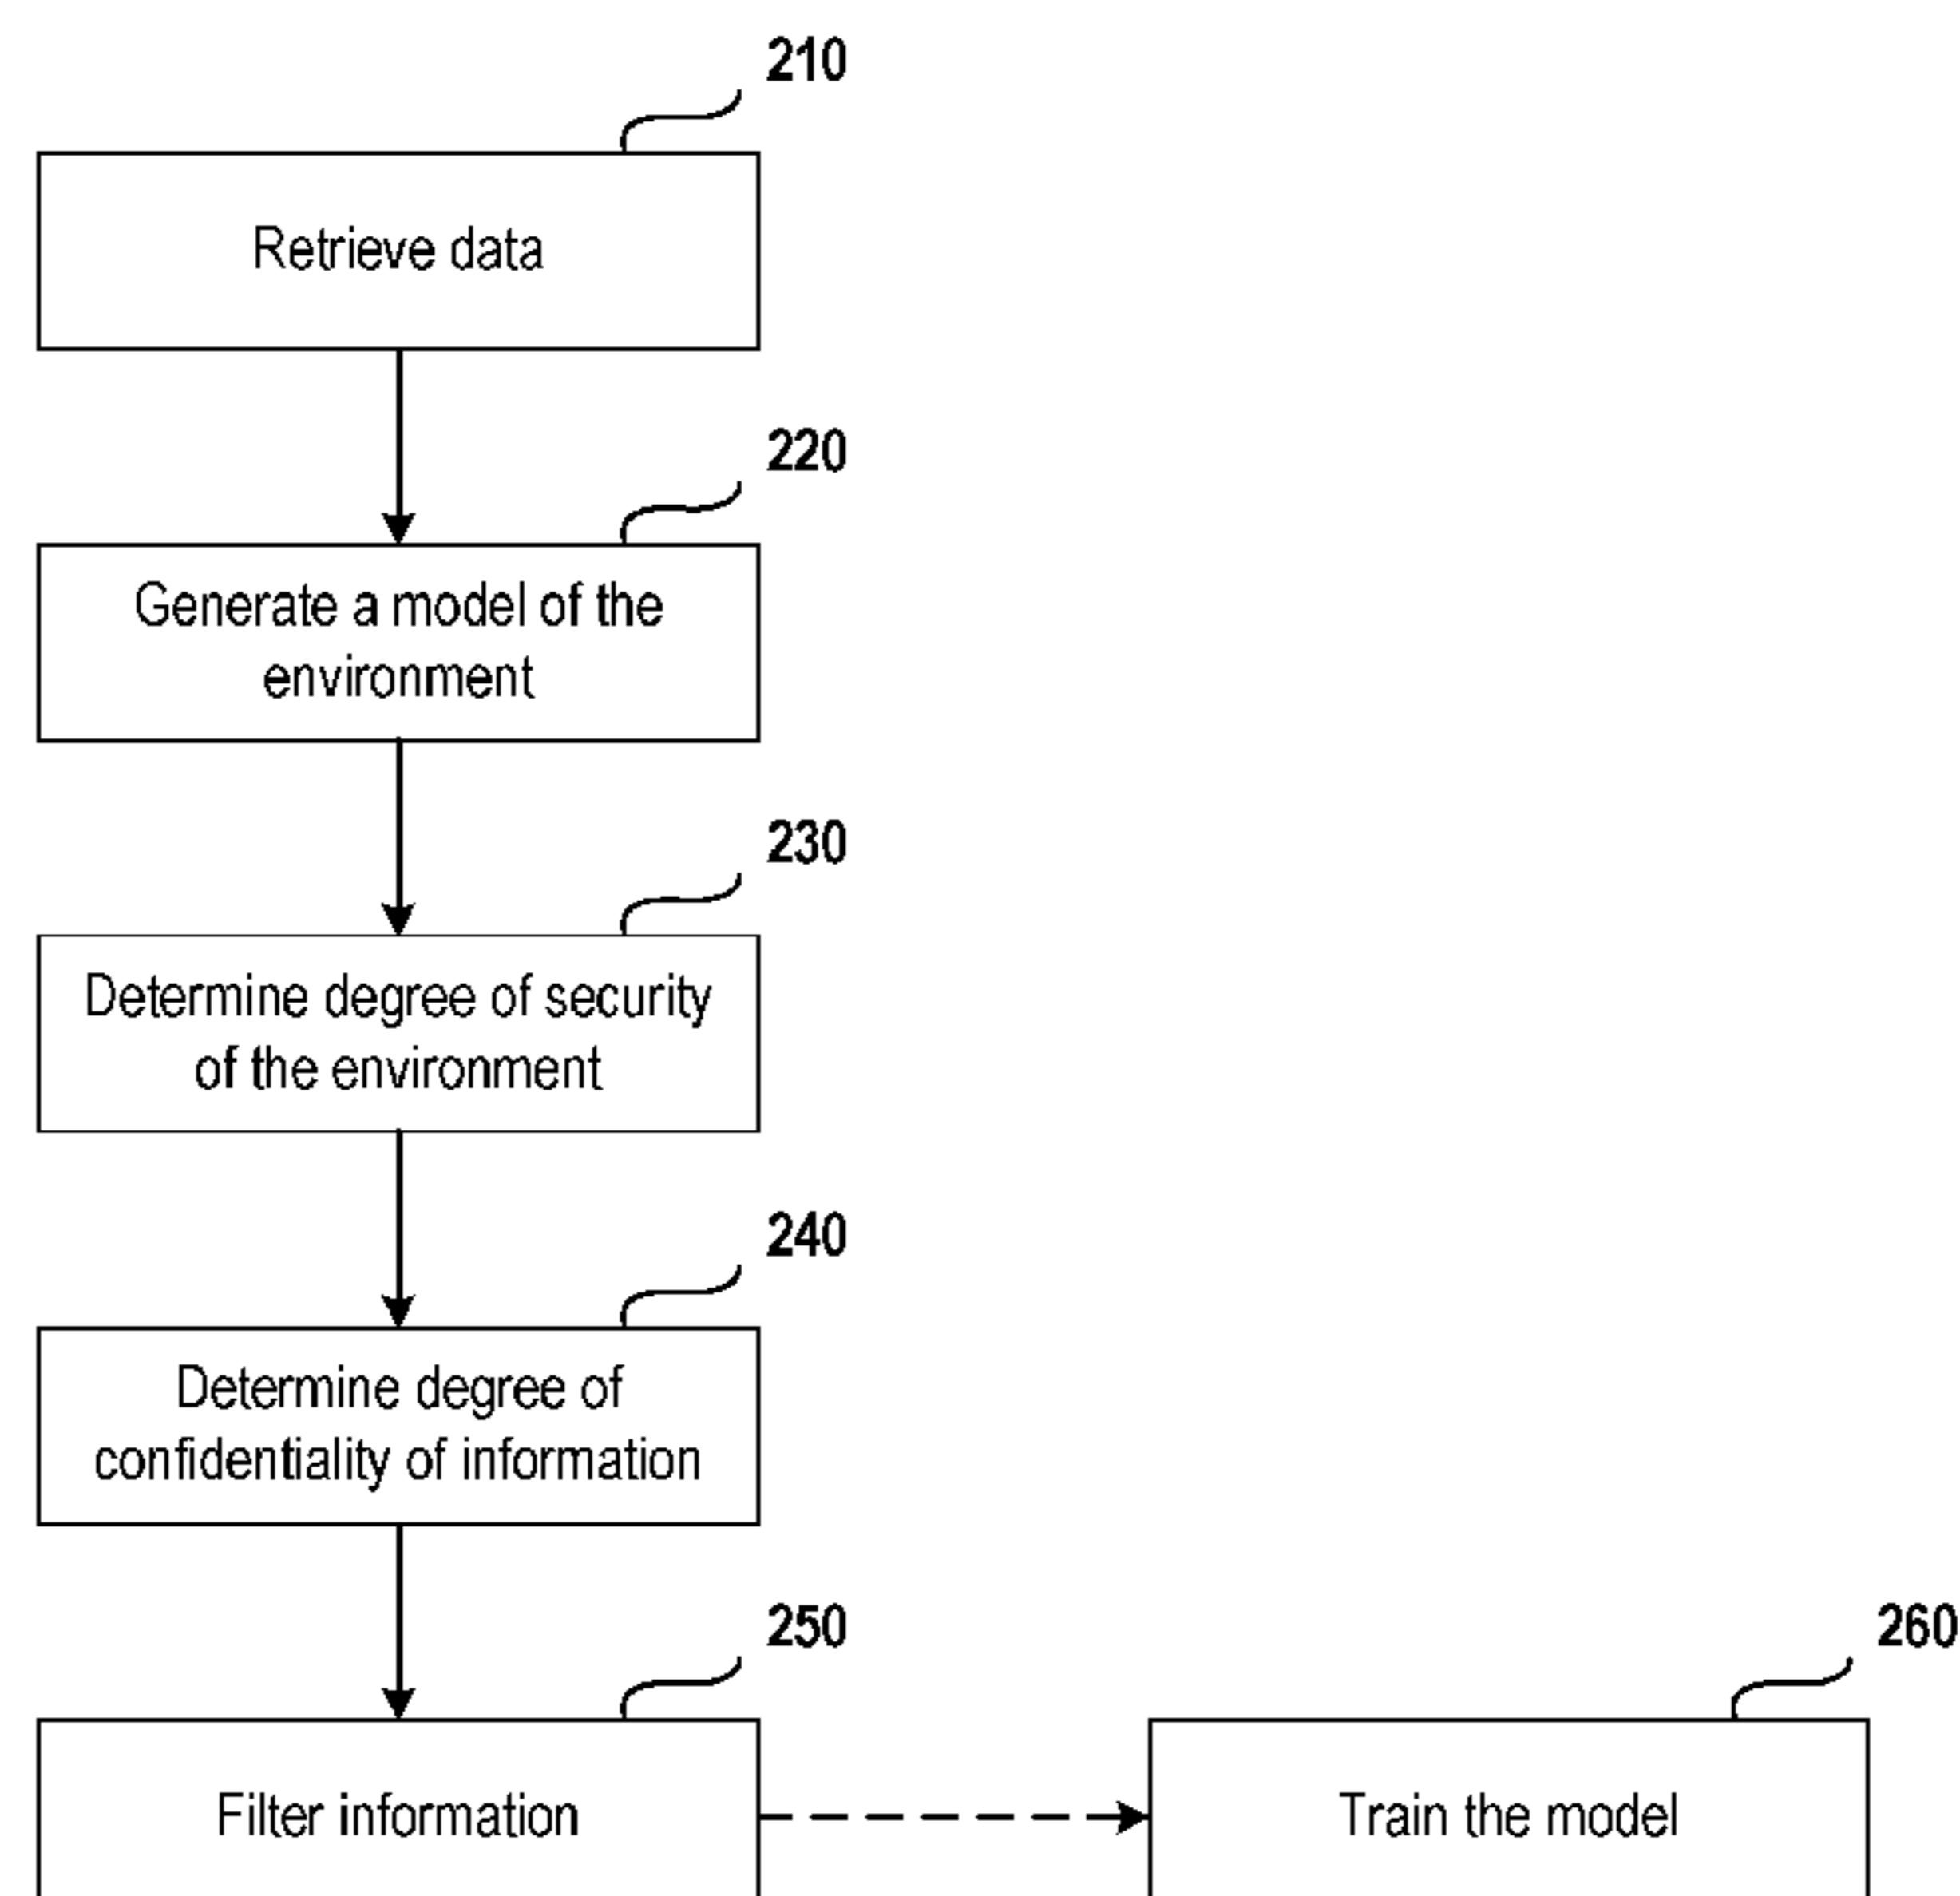 210
Retrieve data
220
Generate a model of the
environment
230
Determine degree of security
of the environment
240
Determine degree of
confidentiality of information
250
Filter information
260
Train the model